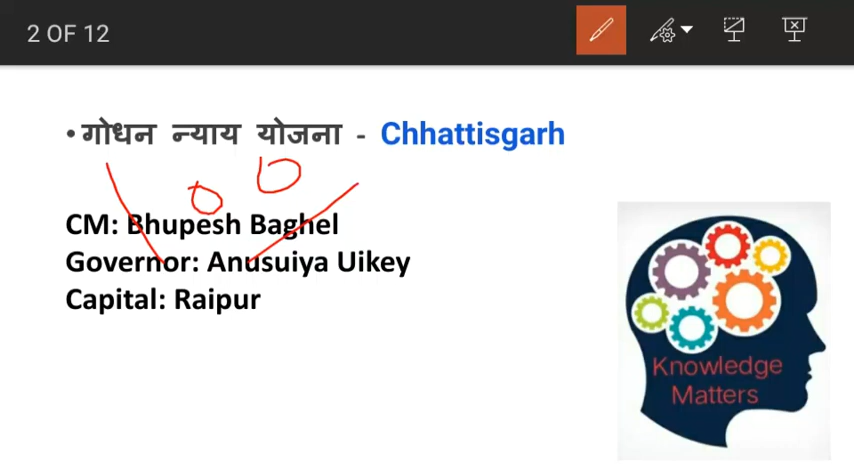 2 OF 12
• गोधन न्याय योजना - Chhattisgarh
CM: Bhupesh Baghel
Governor: Anusuiya Uikey
Capital: Raipur
Knowledge
Matters